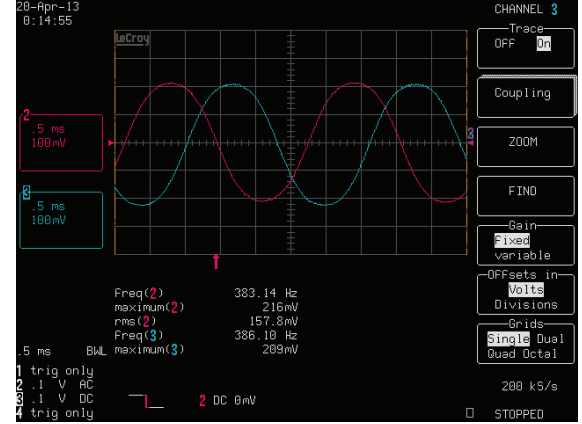 20-Apr-13
0:14:55
LeCroy
2
.5 ms
100mV
3
.5 ms
100mV
3
2
Freq(2) 383.14 Hz
maximum(2) 216mV
rms(2) 157.8mV
Freq(3) 386.10 Hz
maximum(3) 209mV
.5 ms BWL
1 trig only
2 .1 V AC
3 .1 V DC
4 trig only
2 DC 0mV
CHANNEL 3
Trace
OFF On
Coupling
ZOOM
FIND
Gain
Fixed
variable
OFFsets in
Volts
Divisions
Grids
Single Dual
Quad Octal
200 kS/s
STOPPED